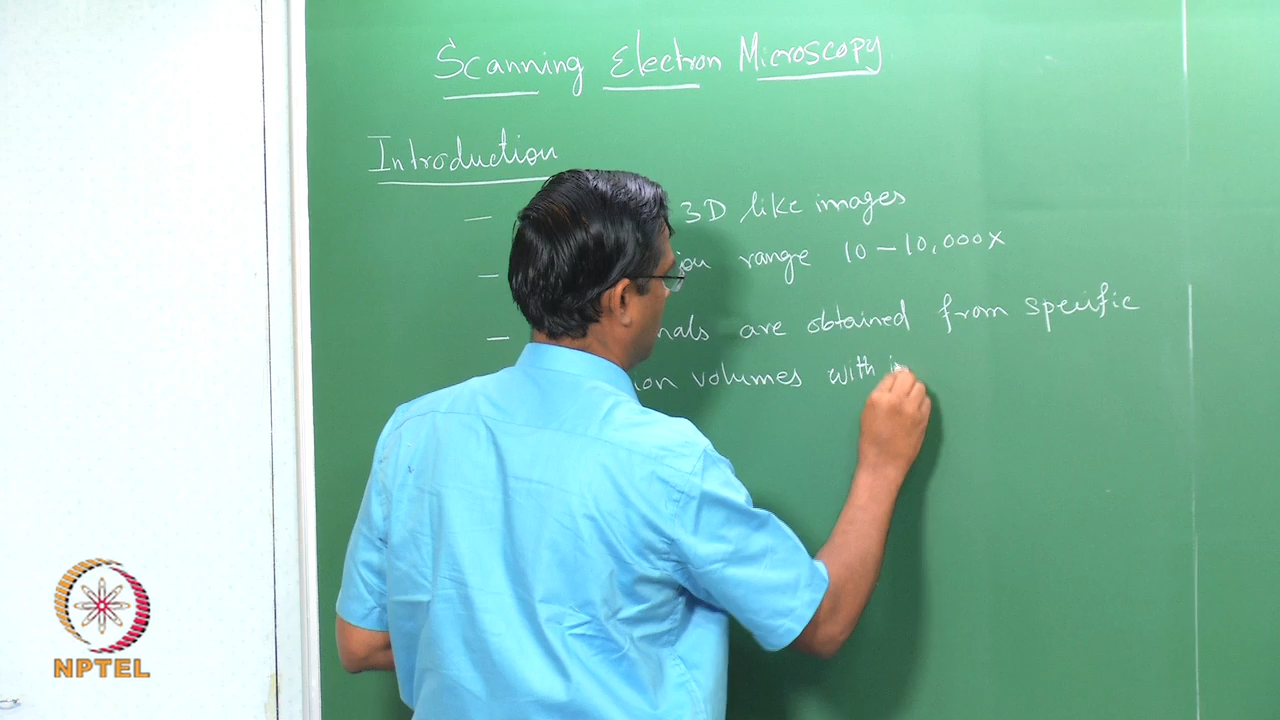 Scanning Electron Microscopy
Introduction
— 3D like images
— range 10 – 10,000X
— are obtained from specific
volumes with
NPTEL